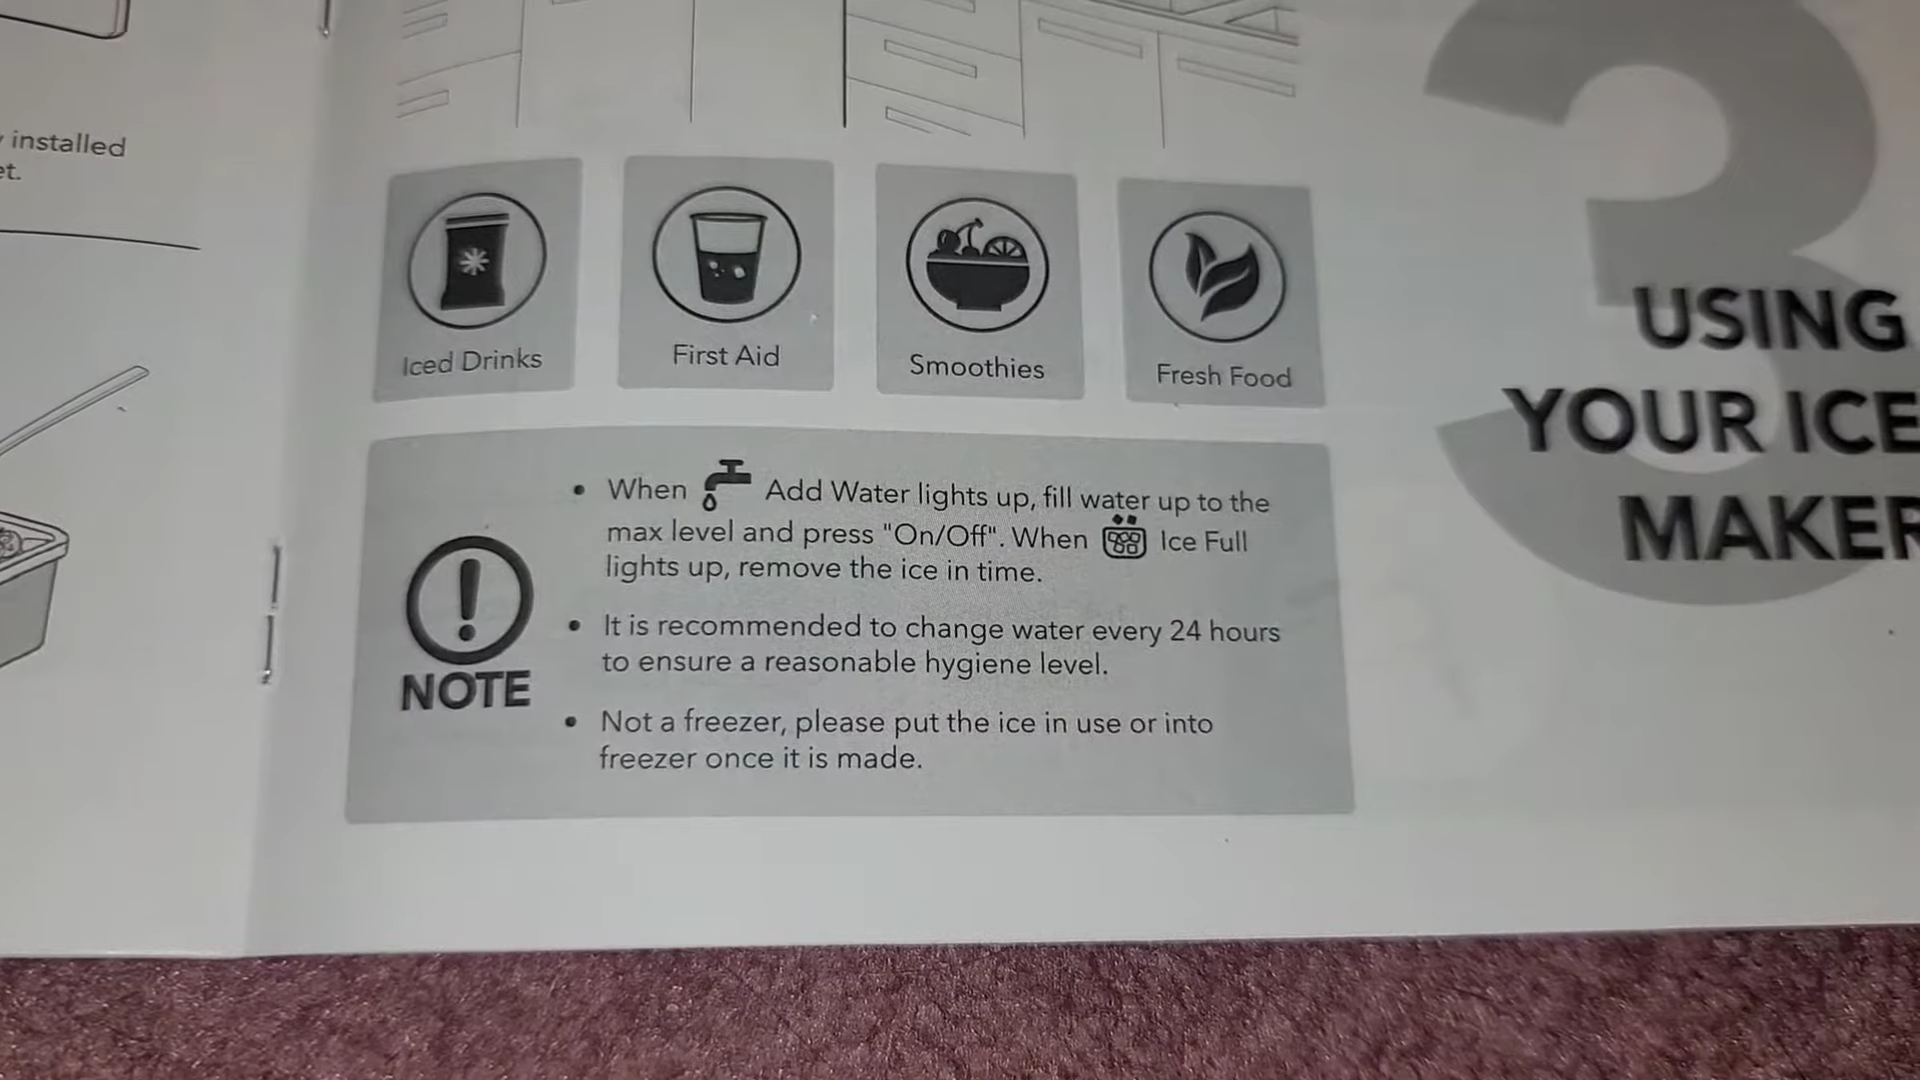 installed
et.
Iced Drinks
First Aid
Smoothies
Fresh Food
NOTE
• When Add Water lights up, fill water up to the
max level and press "On/Off". When Ice Full
lights up, remove the ice in time.
• It is recommended to change water every 24 hours
to ensure a reasonable hygiene level.
• Not a freezer, please put the ice in use or into
freezer once it is made.
3
USING
YOUR ICE
MAKER